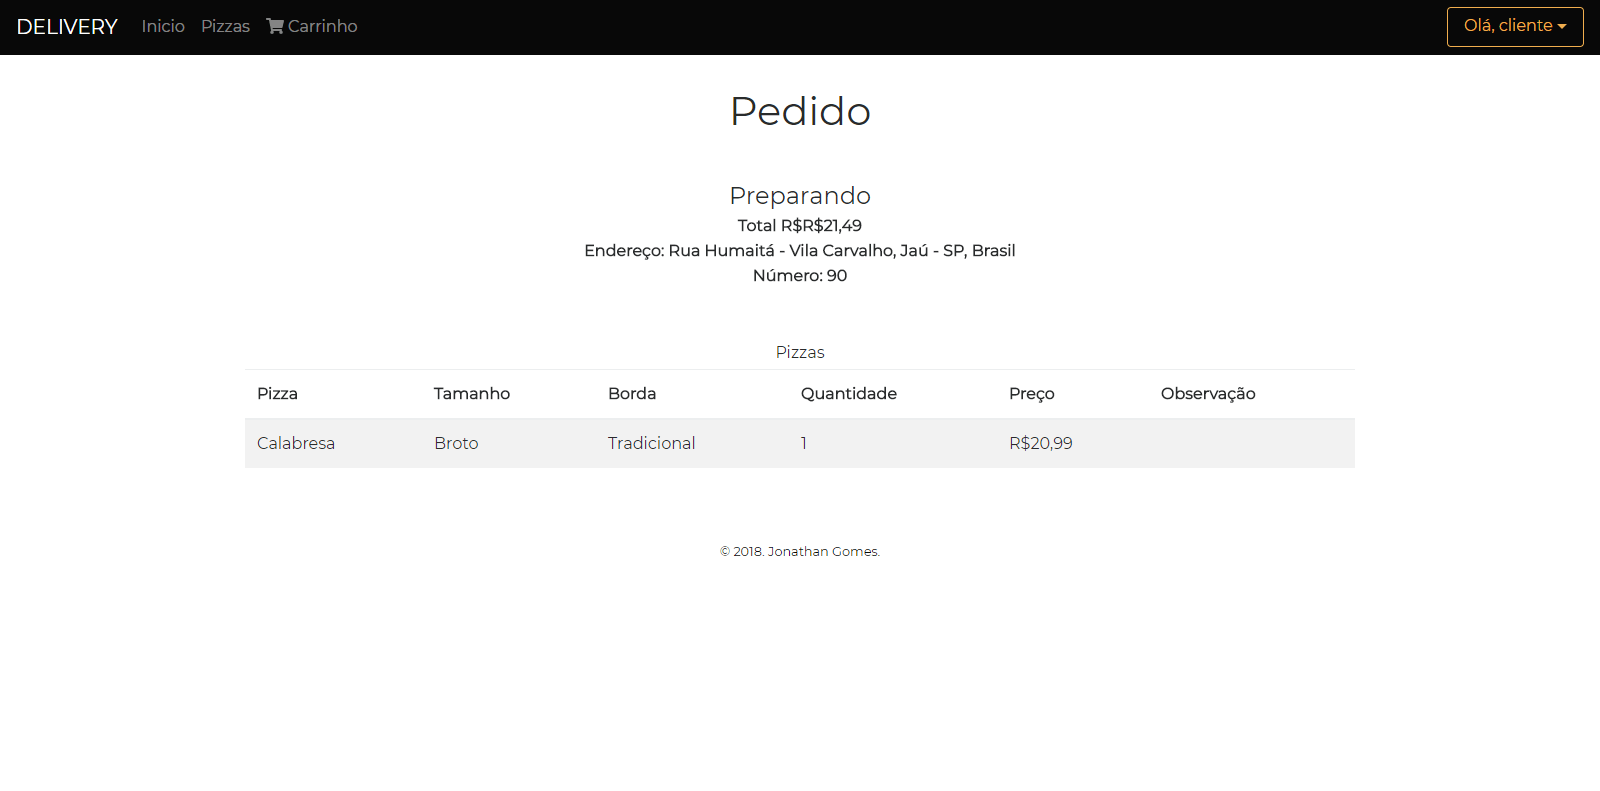 DELIVERY Inicio Pizzas Carrinho Olá, cliente
Pedido
Preparando
Total R$R$21,49
Endereço: Rua Humaitá - Vila Carvalho, Jaú - SP, Brasil
Número: 90
Pizzas
Pizza Tamanho Borda Quantidade Preço Observação
Calabresa Broto Tradicional 1 R$20,99
© 2018. Jonathan Gomes.